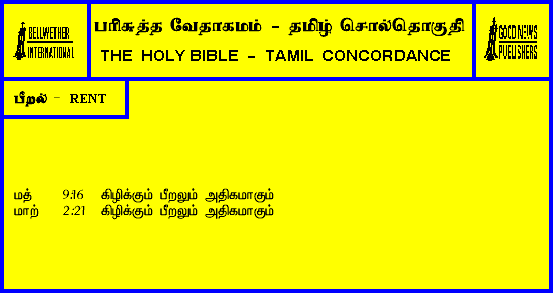 BELLWETHER
INTERNATIONAL
பரிசுத்த வேதாகமம் - தமிழ் சொல்தொகுதி
THE HOLY BIBLE - TAMIL CONCORDANCE
GOOD NEWS
PUBLISHERS
பீறல் - RENT
மத் 9:16 கிழிக்கும் பீறலும் அதிகமாகும்
மாற் 2:21 கிழிக்கும் பீறலும் அதிகமாகும்